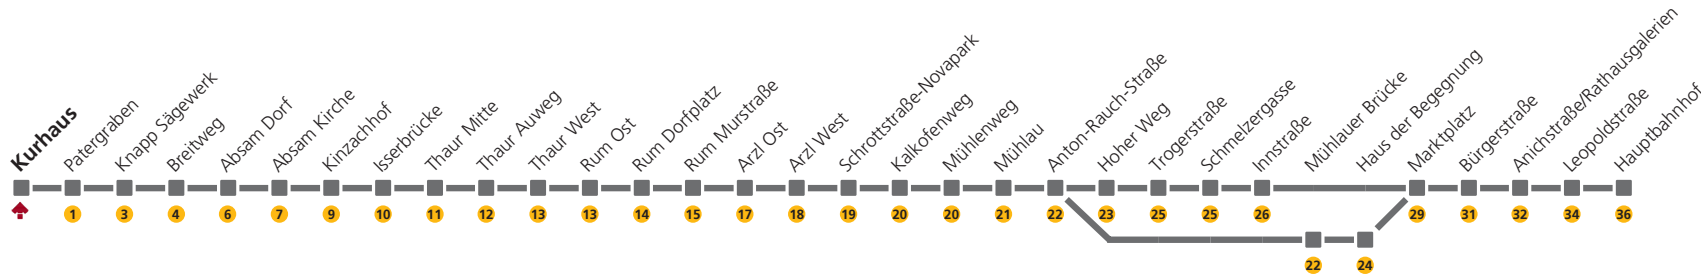 Kurhaus
Patergraben
Knapp Sägewerk
Breitweg
Absam Dorf
Absam Kirche
Kinzachhof
Isserbrücke
Thaur Mitte
Thaur Auweg
Thaur West
Rum Ost
Rum Dorfplatz
Rum Murstraße
Arzl Ost
Arzl West
Schrottstraße-Novapark
Kalkofenweg
Mühlenweg
Mühlau
Anton-Rauch-Straße
Hoher Weg
Trogerstraße
Schmelzergasse
Innstraße
Mühlauer Brücke
Haus der Begegnung
Marktplatz
Bürgerstraße
Anichstraße/Rathausgalerien
Leopoldstraße
Hauptbahnhof
1 3 4 6 7 9 10 11 12 13 13 14 15 17 18 19 20 20 21 22 23 25 25 26 29 31 32 34 36
22 24